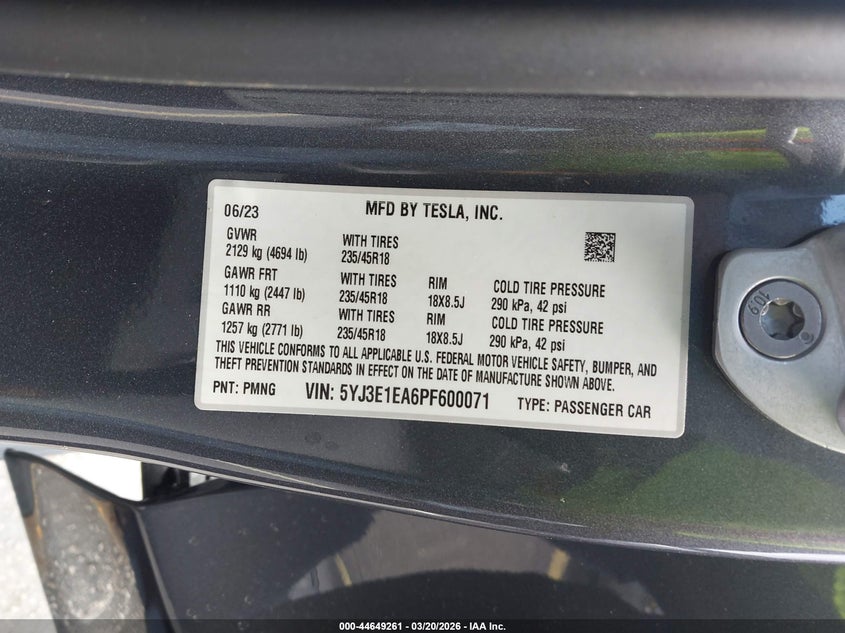 06/23 MFD BY TESLA, INC.
GVWR
2129 kg (4694 lb) WITH TIRES 235/45R18
GAWR FRT WITH TIRES RIM COLD TIRE PRESSURE
1110 kg (2447 lb) 235/45R18 18X8.5J 290 kPa, 42 psi
GAWR RR WITH TIRES RIM COLD TIRE PRESSURE
1257 kg (2771 lb) 235/45R18 18X8.5J 290 kPa, 42 psi
THIS VEHICLE CONFORMS TO ALL APPLICABLE U.S. FEDERAL MOTOR VEHICLE SAFETY, BUMPER, AND
THEFT PREVENTION STANDARDS IN EFFECT ON THE DATE OF MANUFACTURE SHOWN ABOVE.
PNT: PMNG VIN: 5YJ3E1EA6PF600071 TYPE: PASSENGER CAR
10.9
000-44649261 - 03/20/2026 - IAA Inc.